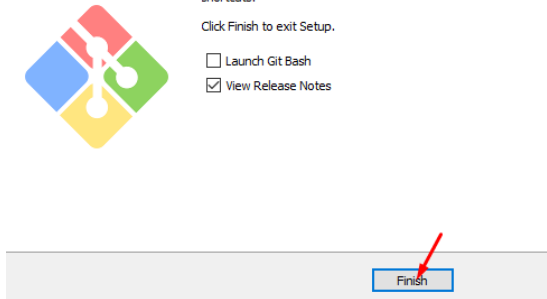 Click Finish to exit Setup.
Launch Git Bash
View Release Notes
Finish